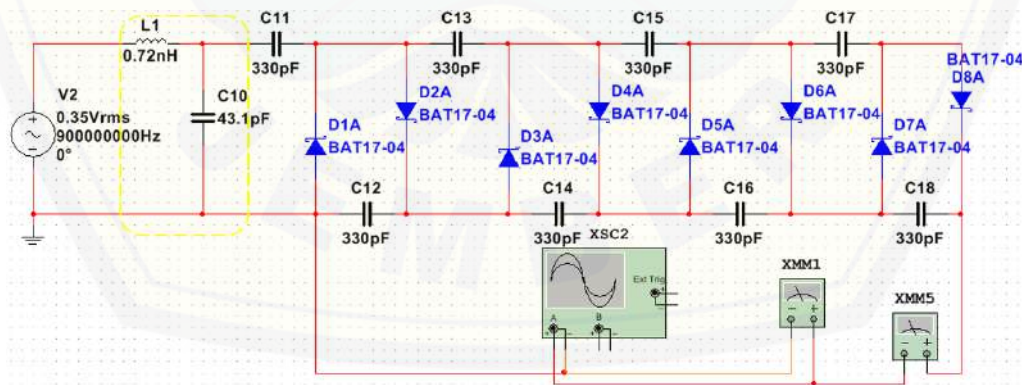 L1
0.72nH
C11
330pF
C13
330pF
C15
330pF
C17
330pF
V2
0.35Vrms
900000000Hz
0°
C10
43.1pF
D1A
BAT17-04
D2A
BAT17-04
D3A
BAT17-04
D4A
BAT17-04
D5A
BAT17-04
D6A
BAT17-04
D7A
BAT17-04
BAT17-04
D8A
C12
330pF
C14
330pF
C16
330pF
C18
330pF
XSC2
Ext Trig
A
B
XMM1
XMM5